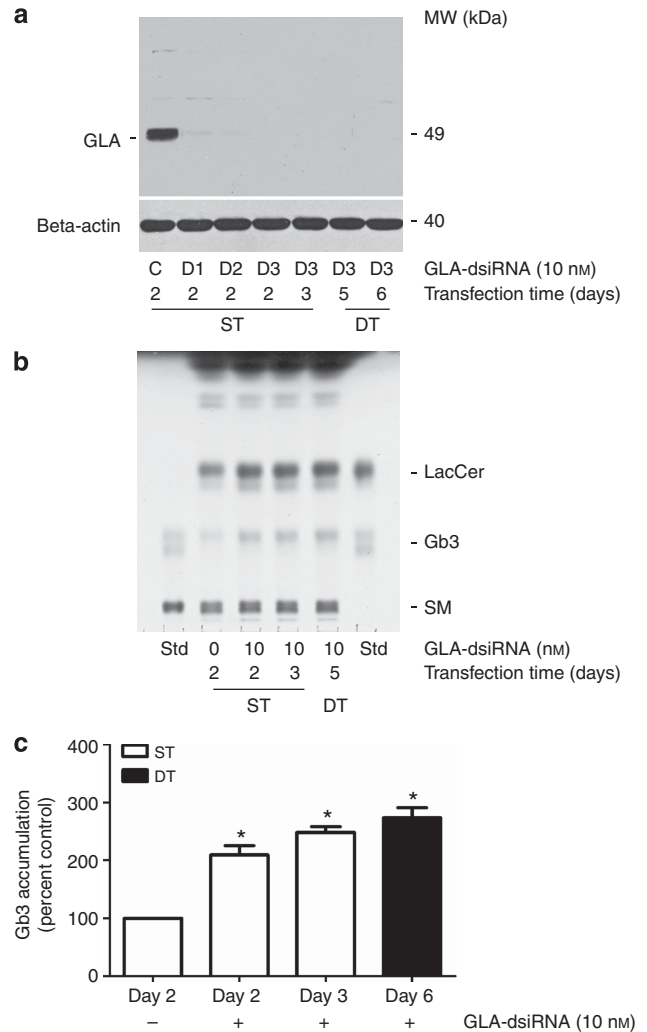 a
MW (kDa)
GLA - - 49
Beta-actin - 40
C D1 D2 D3 D3 D3 D3 GLA-dsiRNA (10 nM)
2 2 2 2 3 5 6 Transfection time (days)
ST DT
b
- LacCer
- Gb3
- SM
Std 0 10 10 10 Std GLA-dsiRNA (nM)
2 2 3 5 Transfection time (days)
ST DT
c
Gb3 accumulation
(percent control)
400
300
200
100
0
ST
DT
* * *
Day 2 Day 2 Day 3 Day 6
– + + + GLA-dsiRNA (10 nM)